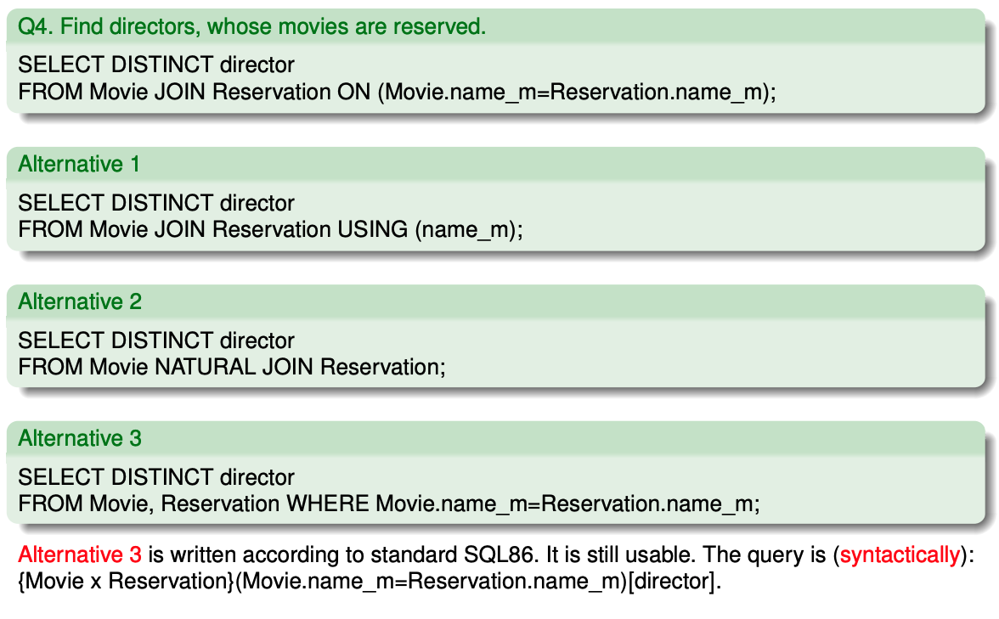 Q4. Find directors, whose movies are reserved.
SELECT DISTINCT director
FROM Movie JOIN Reservation ON (Movie.name_m=Reservation.name_m);
Alternative 1
SELECT DISTINCT director
FROM Movie JOIN Reservation USING (name_m);
Alternative 2
SELECT DISTINCT director
FROM Movie NATURAL JOIN Reservation;
Alternative 3
SELECT DISTINCT director
FROM Movie, Reservation WHERE Movie.name_m=Reservation.name_m;
Alternative 3 is written according to standard SQL86. It is still usable. The query is (syntactically):
{Movie x Reservation}(Movie.name_m=Reservation.name_m)[director].